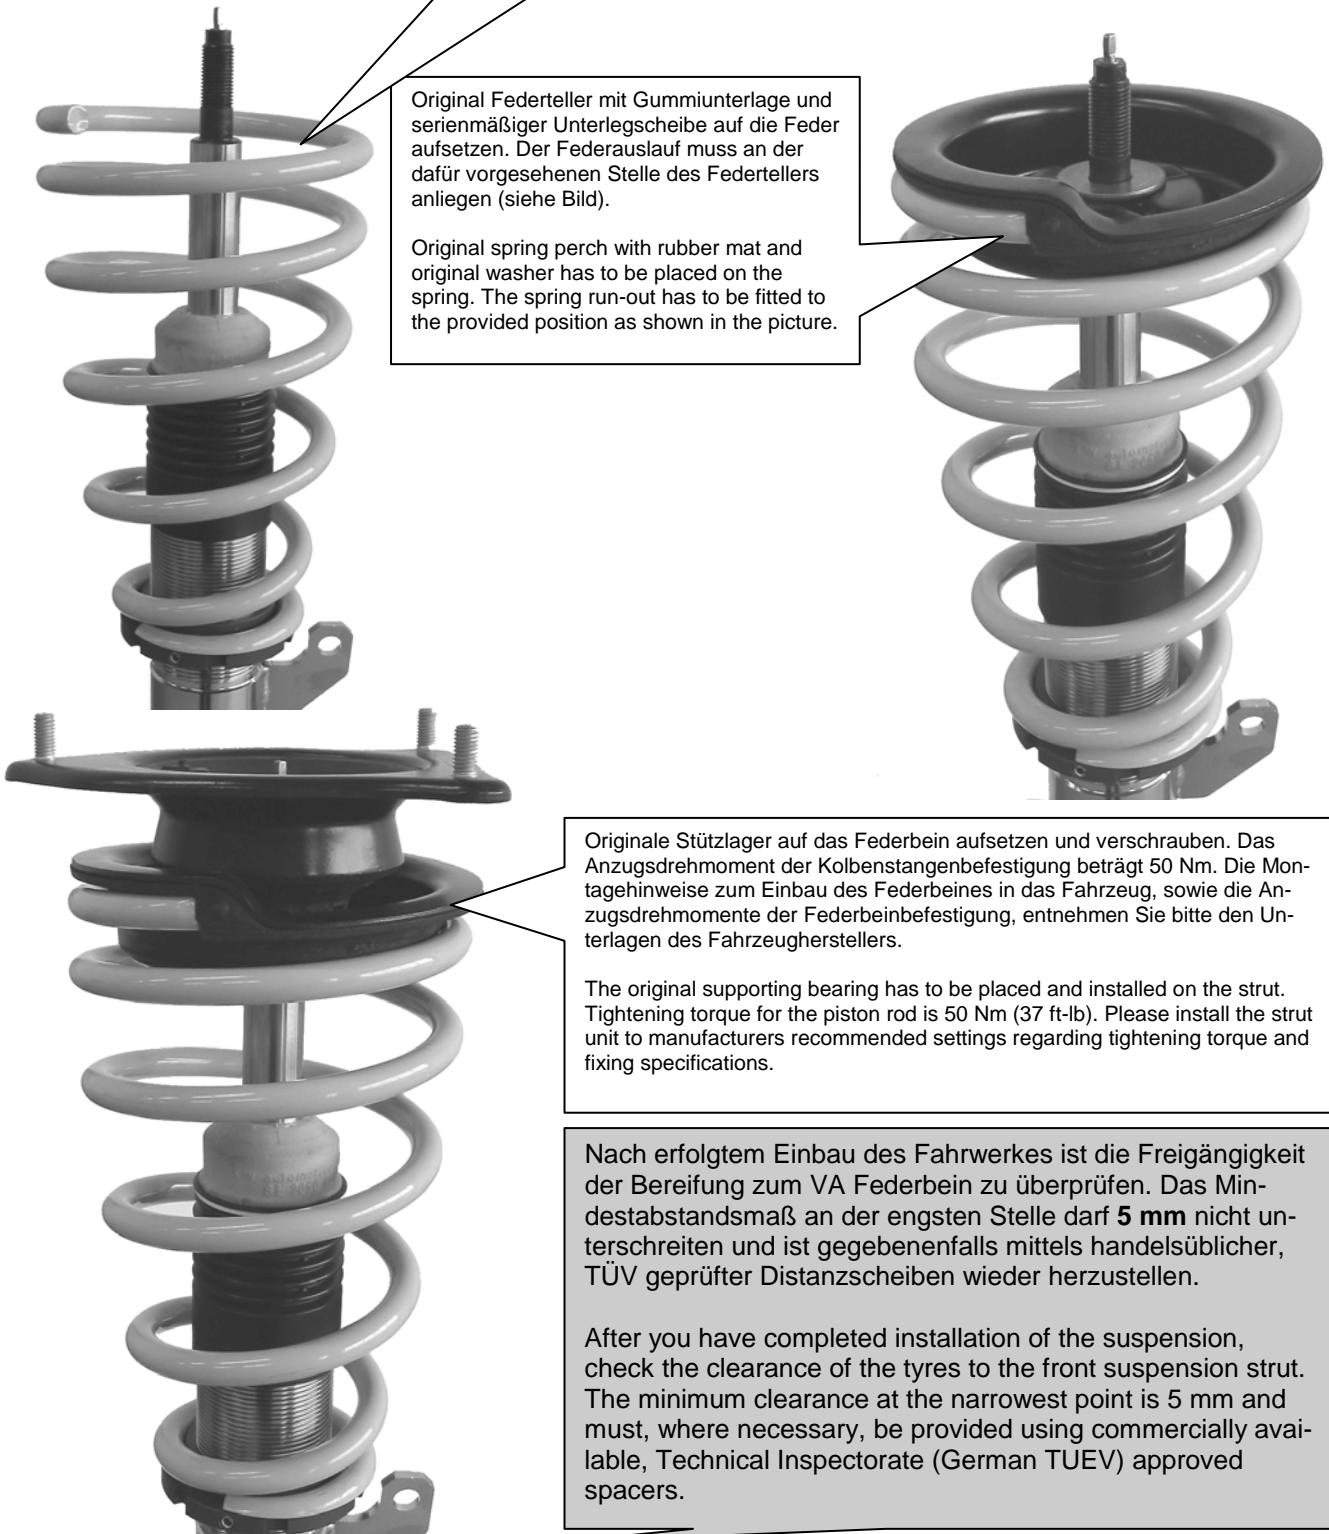 Original Federteller mit Gummiunterlage und
serienmäßiger Unterlegscheibe auf die Feder
aufsetzen. Der Federauslauf muss an der
dafür vorgesehenen Stelle des Federtellers
anliegen (siehe Bild).
Original spring perch with rubber mat and
original washer has to be placed on the
spring. The spring run-out has to be fitted to
the provided position as shown in the picture.
Originale Stützlager auf das Federbein aufsetzen und verschrauben. Das
Anzugsdrehmoment der Kolbenstangenbefestigung beträgt 50 Nm. Die Mon-
tagehinweise zum Einbau des Federbeines in das Fahrzeug, sowie die An-
zugsdrehmomente der Federbeinbefestigung, entnehmen Sie bitte den Un-
terlagen des Fahrzeugherstellers.
The original supporting bearing has to be placed and installed on the strut.
Tightening torque for the piston rod is 50 Nm (37 ft-lb). Please install the strut
unit to manufacturers recommended settings regarding tightening torque and
fixing specifications.
Nach erfolgtem Einbau des Fahrwerkes ist die Freigängigkeit
der Bereifung zum VA Federbein zu überprüfen. Das Min-
destabstandsmaß an der engsten Stelle darf 5 mm nicht un-
terschreiten und ist gegebenenfalls mittels handelsüblicher,
TÜV geprüfter Distanzscheiben wieder herzustellen.
After you have completed installation of the suspension,
check the clearance of the tyres to the front suspension strut.
The minimum clearance at the narrowest point is 5 mm and
must, where necessary, be provided using commercially avai-
lable, Technical Inspectorate (German TUEV) approved
spacers.